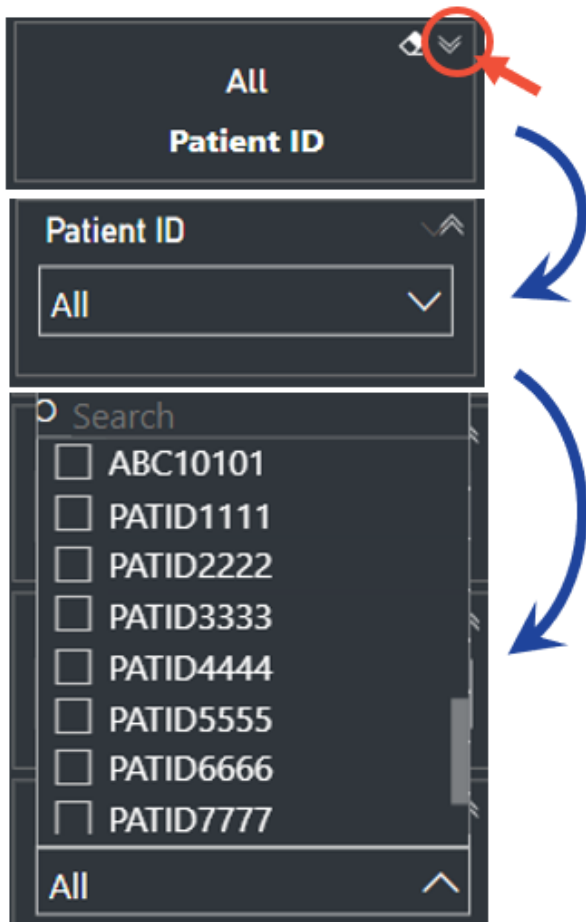 All
Patient ID
Patient ID
All
Search
ABC10101
PATID1111
PATID2222
PATID3333
PATID4444
PATID5555
PATID6666
PATID7777
All